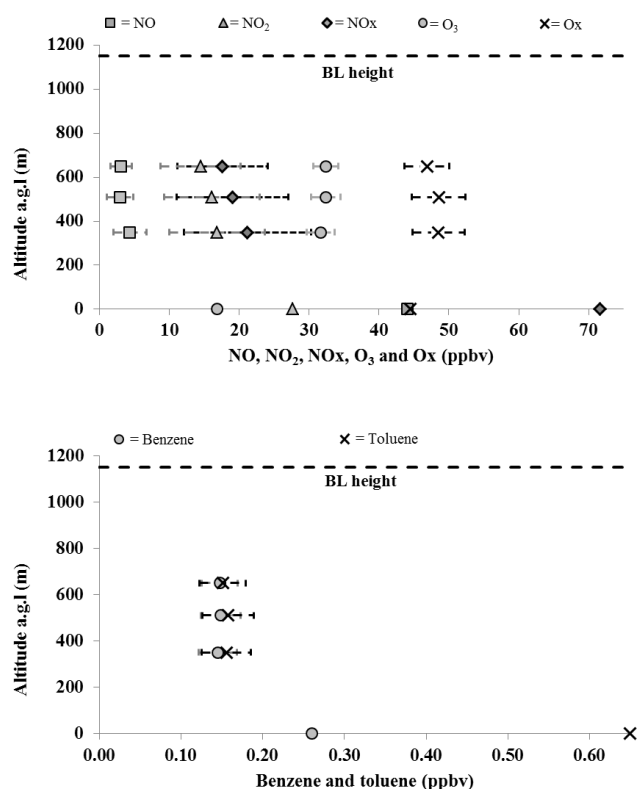 = NO = NO₂ = NOx = O₃ = Ox
1200
BL height
1000
800
600
400
200
0
Altitude a.g.l (m)
0 10 20 30 40 50 60 70
NO, NO₂, NOx, O₃ and Ox (ppbv)
= Benzene = Toluene
1200
BL height
1000
800
600
400
200
0
Altitude a.g.l (m)
0.00 0.10 0.20 0.30 0.40 0.50 0.60
Benzene and toluene (ppbv)